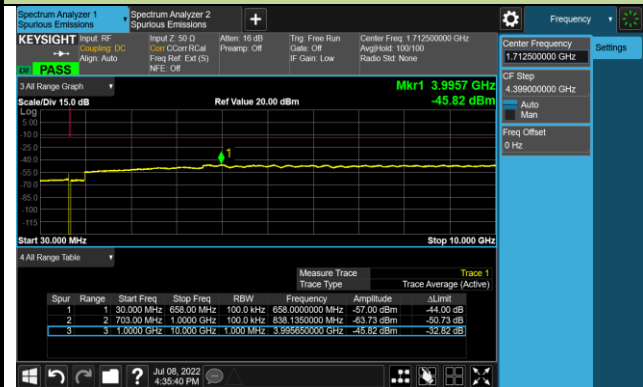 Spectrum Analyzer 1
Spurious Emissions
Spectrum Analyzer 2
Spurious Emissions
+
Frequency
KEYSIGHT
Input: RF
Coupling: DC
Align: Auto
Input Z: 50 Ω
Corr CCorr RCal
Freq Ref: Ext (S)
NFE: Off
Atten: 16 dB
Preamp: Off
Trig: Free Run
Gate: Off
IF Gain: Low
Center Freq: 1.712500000 GHz
Avg|Hold: 100/100
Radio Std: None
PASS
Center Frequency
1.712500000 GHz
Settings
CF Step
4.399000000 GHz
Auto
Man
Freq Offset
0 Hz
3 All Range Graph
Mkr1 3.9957 GHz
Scale/Div 15.0 dB
Ref Value 20.00 dBm
-45.82 dBm
Log
5.00
-10.0
-25.0
-40.0
-55.0
-70.0
-85.0
-100
-115
1
Start 30.000 MHz
Stop 10.000 GHz
4 All Range Table
Measure Trace Trace 1
Trace Type Trace Average (Active)
Spur Range Start Freq Stop Freq RBW Frequency Amplitude ΔLimit
1 1 30.000 MHz 658.00 MHz 100.0 kHz 658.0000000 MHz -57.00 dBm -44.00 dB
2 2 703.00 MHz 1.0000 GHz 100.0 kHz 838.1350000 MHz -63.73 dBm -50.73 dB
3 3 1.0000 GHz 10.000 GHz 1.000 MHz 3.995650000 GHz -45.82 dBm -32.82 dB
?
Jul 08, 2022
4:35:40 PM